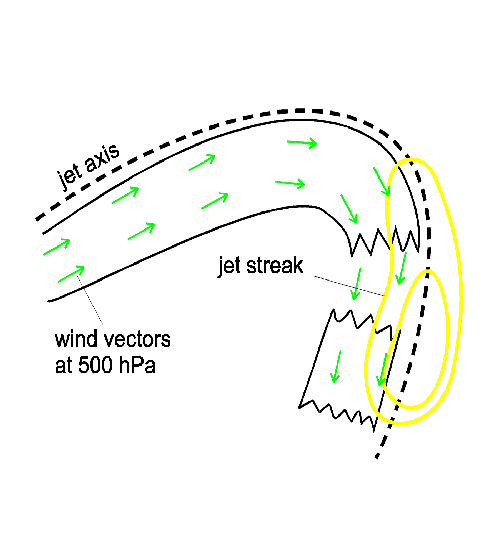 jet axis
jet streak
wind vectors
at 500 hPa